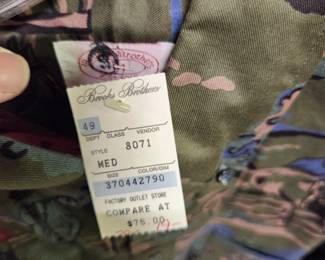 Brooks Brothers
49
DEPT CLASS VENDOR
STYLE 8071
MED
SIZE COLOR/CHA
370442790
FACTORY OUTLET STORE
COMPARE AT
$75.00